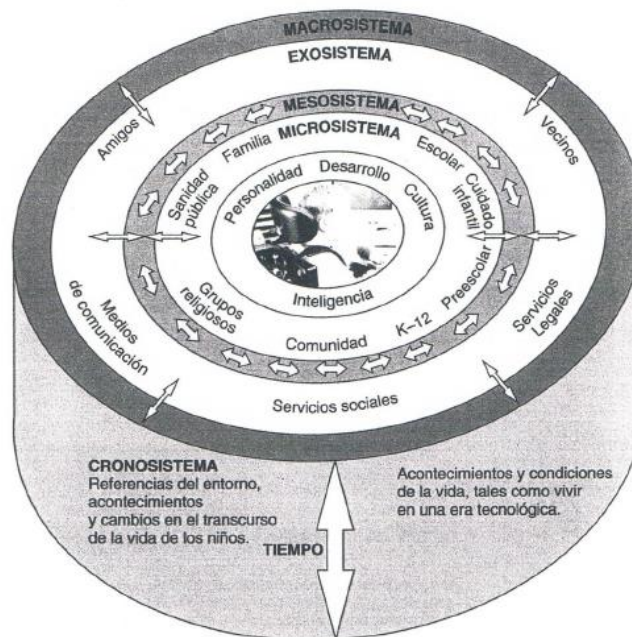 MACROSISTEMA
EXOSISTEMA
MESOSISTEMA
MICROSISTEMA
Amigos
Vecinos
Familia
Escolar
Sanidad
pública
Cuidado
infantil
Personalidad
Desarrollo
Cultura
Inteligencia
Grupos
religiosos
Comunidad
K–12
Preescolar
Medios
de comunicación
Servicios
Legales
Servicios sociales
CRONOSISTEMA
Referencias del entorno,
acontecimientos
y cambios en el transcurso
de la vida de los niños.
TIEMPO
Acontecimientos y condiciones
de la vida, tales como vivir
en una era tecnológica.